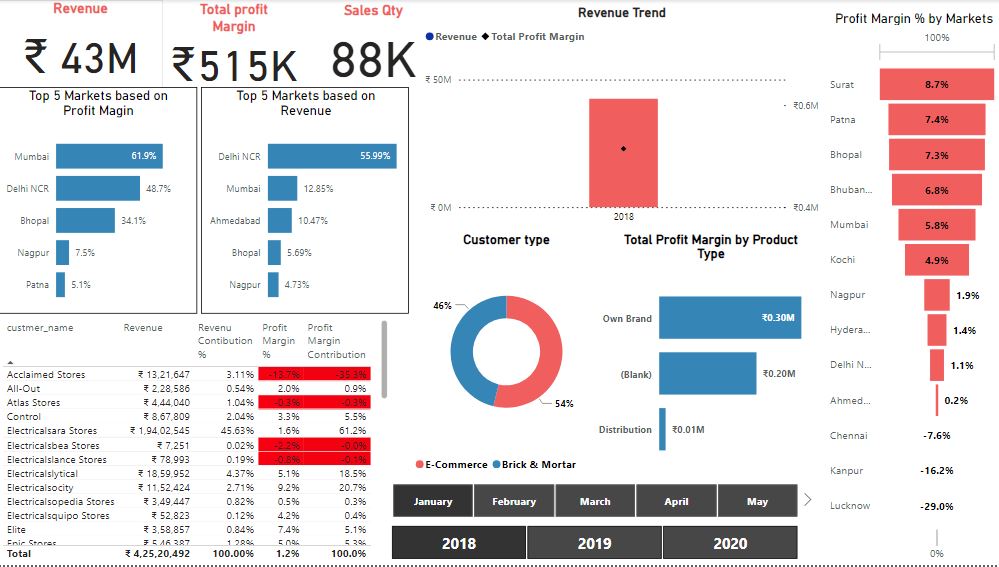 Revenue
₹ 43M
Total profit
Margin
₹515K
Sales Qty
88K
Top 5 Markets based on
Profit Magin
Mumbai 61.9%
Delhi NCR 48.7%
Bhopal 34.1%
Nagpur 7.5%
Patna 5.1%
Top 5 Markets based on
Revenue
Delhi NCR 55.99%
Mumbai 12.85%
Ahmedabad 10.47%
Bhopal 5.69%
Nagpur 4.73%
custmer_name Revenue Revenu Contibution % Profit Margin % Profit Margin Contribution
Acclaimed Stores ₹ 13,21,647 3.11% -13.7% -35.3%
All-Out ₹ 2,28,586 0.54% 2.0% 0.9%
Atlas Stores ₹ 4,44,040 1.04% -0.3% -0.3%
Control ₹ 8,67,809 2.04% 3.3% 5.5%
Electricalsara Stores ₹ 1,94,02,545 45.63% 1.6% 61.2%
Electricalsbea Stores ₹ 7,251 0.02% -2.2% -0.0%
Electricalslance Stores ₹ 78,993 0.19% -0.8% -0.1%
Electricalslytical ₹ 18,59,952 4.37% 5.1% 18.5%
Electricalsocity ₹ 11,52,424 2.71% 9.2% 20.7%
Electricalsopedia Stores ₹ 3,49,447 0.82% 0.5% 0.3%
Electricalsquipo Stores ₹ 52,823 0.12% 4.2% 0.4%
Elite ₹ 3,58,857 0.84% 7.4% 5.1%
Epic Stores ₹ 5,46,387 1.28% 5.0% 5.3%
Total ₹ 4,25,20,492 100.00% 1.2% 100.0%
Revenue Trend
Revenue Total Profit Margin
₹ 50M
₹0.6M
₹ 0M
₹0.4M
2018
Customer type
46%
54%
E-Commerce Brick & Mortar
Total Profit Margin by Product
Type
Own Brand ₹0.30M
(Blank) ₹0.20M
Distribution ₹0.01M
January February March April May
2018 2019 2020
Profit Margin % by Markets
100%
Surat 8.7%
Patna 7.4%
Bhopal 7.3%
Bhuban... 6.8%
Mumbai 5.8%
Kochi 4.9%
Nagpur 1.9%
Hydera... 1.4%
Delhi N... 1.1%
Ahmed... 0.2%
Chennai -7.6%
Kanpur -16.2%
Lucknow -29.0%
0%